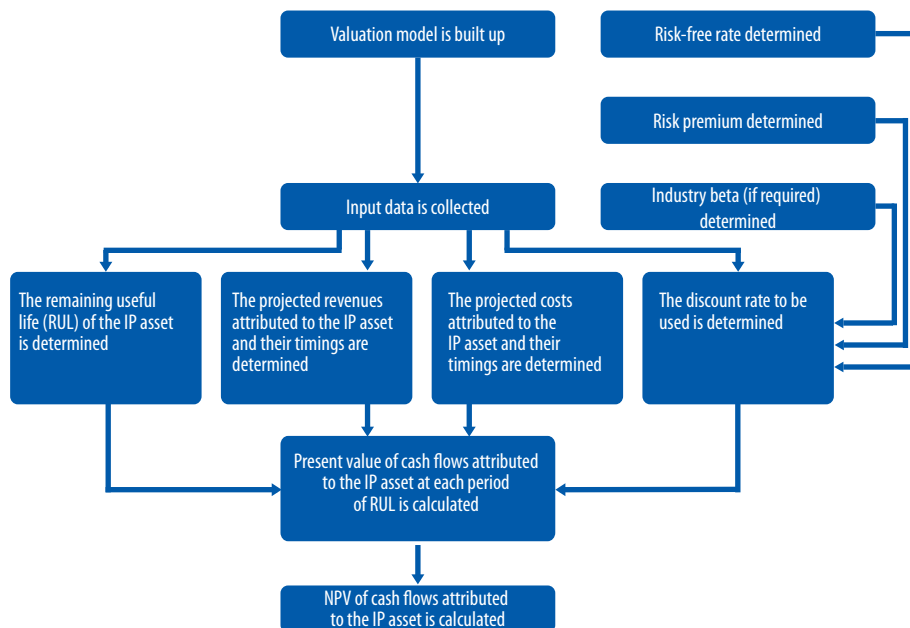 Valuation model is built up
Risk-free rate determined
Risk premium determined
Industry beta (if required)
determined
Input data is collected
The remaining useful
life (RUL) of the IP asset
is determined
The projected revenues
attributed to the IP asset
and their timings are
determined
The projected costs
attributed to the
IP asset and their
timings are determined
The discount rate to be
used is determined
Present value of cash flows attributed
to the IP asset at each period
of RUL is calculated
NPV of cash flows attributed
to the IP asset is calculated